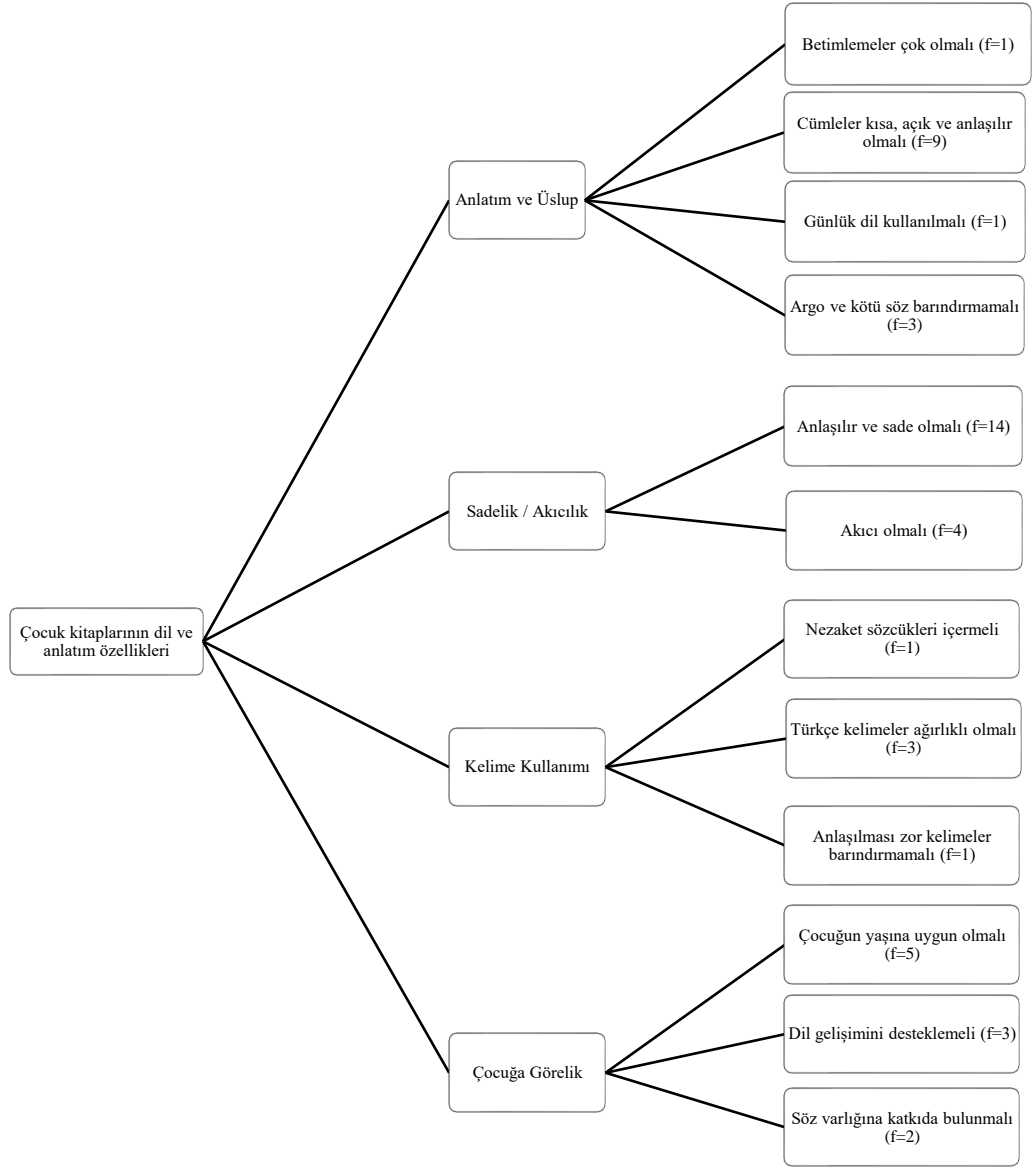 Çocuk kitaplarının dil ve
anlatım özellikleri
Anlatım ve Üslup
Betimlemeler çok olmalı (f=1)
Cümleler kısa, açık ve anlaşılır
olmalı (f=9)
Günlük dil kullanılmalı (f=1)
Argo ve kötü söz barındırmamalı
(f=3)
Sadelik / Akıcılık
Anlaşılır ve sade olmalı (f=14)
Akıcı olmalı (f=4)
Kelime Kullanımı
Nezaket sözcükleri içermeli
(f=1)
Türkçe kelimeler ağırlıklı olmalı
(f=3)
Anlaşılması zor kelimeler
barındırmamalı (f=1)
Çocuğa Görelik
Çocuğun yaşına uygun olmalı
(f=5)
Dil gelişimini desteklemeli (f=3)
Söz varlığına katkıda bulunmalı
(f=2)